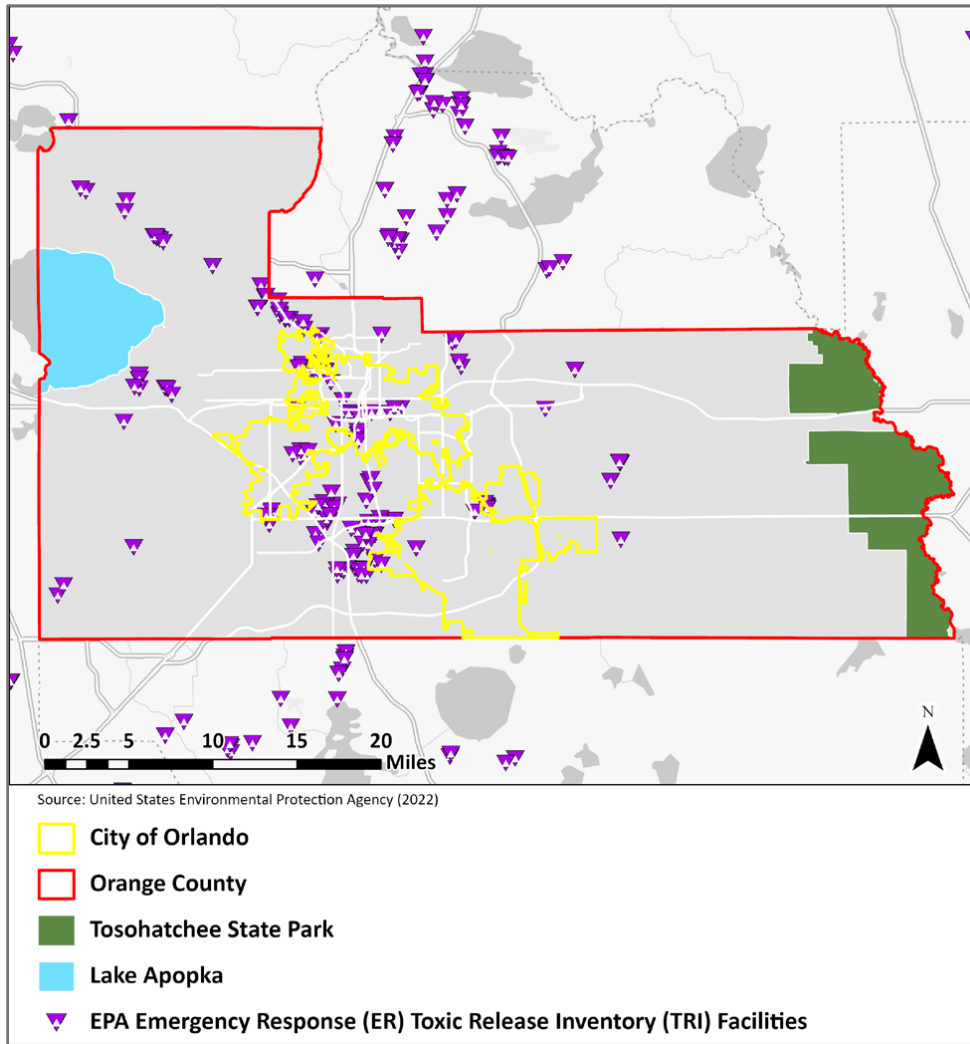 N
0 2.5 5 10 15 20
Miles
Source: United States Environmental Protection Agency (2022)
City of Orlando
Orange County
Tosohatchee State Park
Lake Apopka
EPA Emergency Response (ER) Toxic Release Inventory (TRI) Facilities